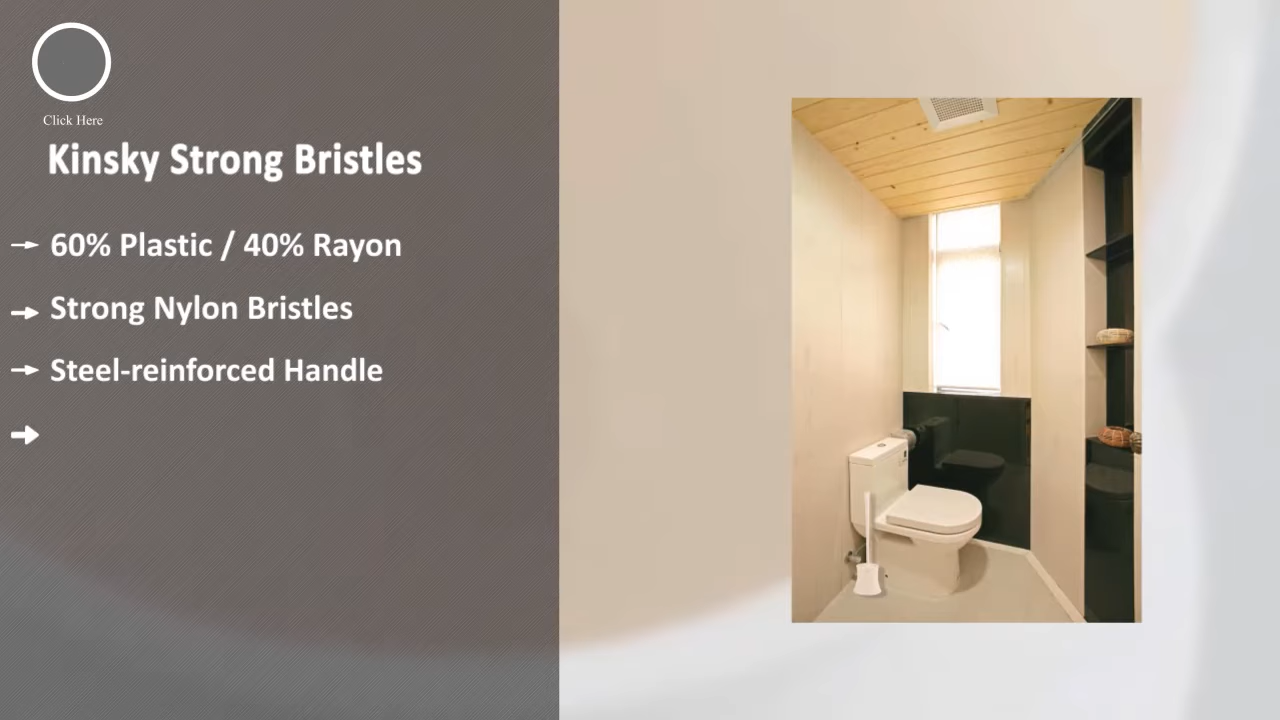 Click Here
Kinsky Strong Bristles
60% Plastic / 40% Rayon
Strong Nylon Bristles
Steel-reinforced Handle